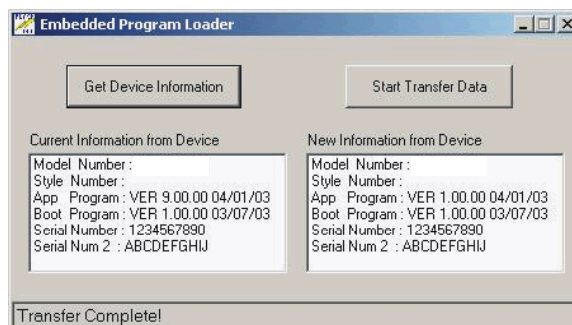 Embedded Program Loader
Get Device Information
Start Transfer Data
Current Information from Device
Model Number :
Style Number :
App Program : VER 9.00.00 04/01/03
Boot Program : VER 1.00.00 03/07/03
Serial Number : 1234567890
Serial Num 2 : ABCDEFGHIJ
New Information from Device
Model Number :
Style Number :
App Program : VER 1.00.00 04/01/03
Boot Program : VER 1.00.00 03/07/03
Serial Number : 1234567890
Serial Num 2 : ABCDEFGHIJ
Transfer Complete!